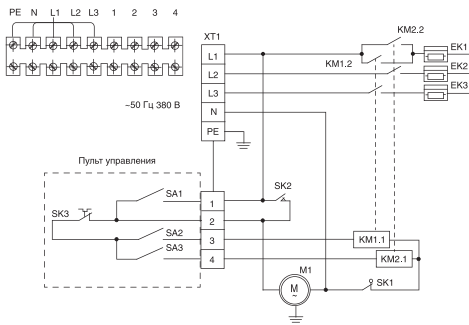 PE N L1 L2 L3 1 2 3 4
XT1
KM2.2
L1
KM1.2
EK1
L2
EK2
L3
EK3
~50 Гц 380 В
N
PE
Пульт управления
SA1
1
SK2
SK3
2
SA2
3
KM1.1
SA3
4
KM2.1
M1
M
~
SK1